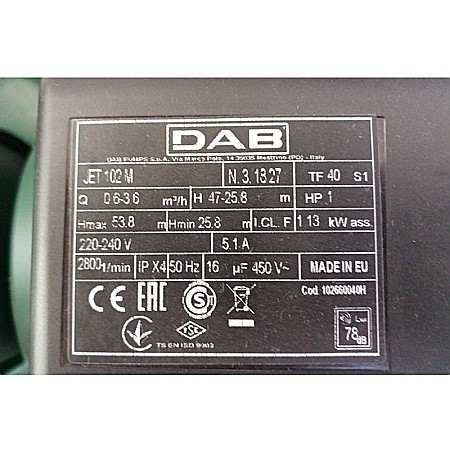 DAB
DAB PUMPS S.p.A. Via Marco Polo, 14 35035 Mestrino (PD) - Italy
JET 102 M N. 3.1827 TF 40 S1
Q 0.6-3.6 m³/h H 47-25.8 m HP 1
Hmax 53.8 m Hmin 25.8 m I.CL. F 1.13 kW ass.
220-240 V 5.1 A
2800 1/min IP X4 50 Hz 16 µF 450 V~ MADE IN EU
Cod. 102660040H
CE EAC S
TSE
TS EN ISO 9903
LWA
78 dB